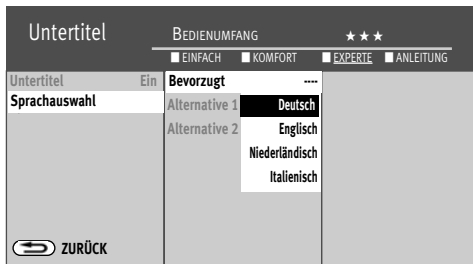 Untertitel
BEDIENUMFANG ★★★
EINFACH KOMFORT EXPERTE ANLEITUNG
Untertitel Ein Bevorzugt ----
Sprachauswahl Alternative 1 Deutsch
Alternative 2 Englisch
Niederländisch
Italienisch
ZURÜCK